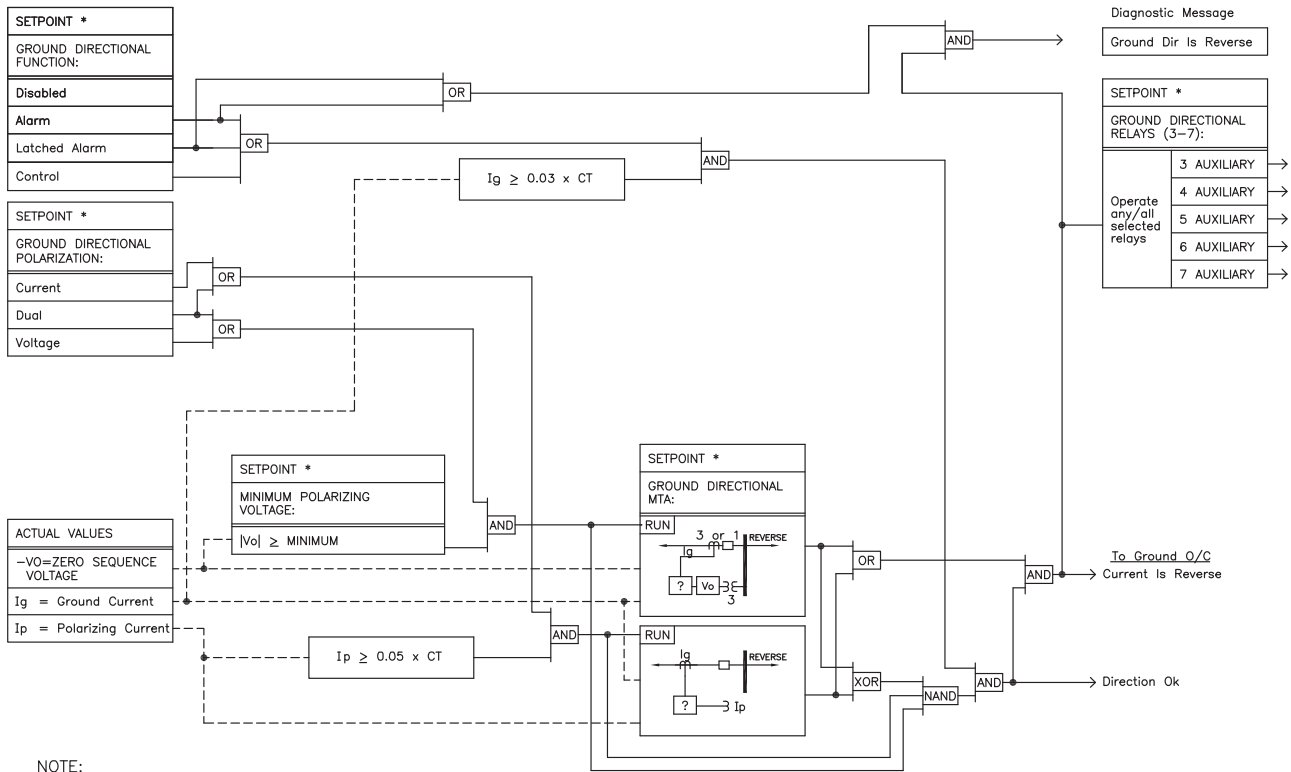 SETPOINT *
GROUND DIRECTIONAL
FUNCTION:
Disabled
Alarm
Latched Alarm
Control
OR
OR
AND
Diagnostic Message
Ground Dir Is Reverse
SETPOINT *
GROUND DIRECTIONAL
RELAYS (3–7):
Operate
any/all
selected
relays
3 AUXILIARY
4 AUXILIARY
5 AUXILIARY
6 AUXILIARY
7 AUXILIARY
Ig ≥ 0.03 x CT
AND
SETPOINT *
GROUND DIRECTIONAL
POLARIZATION:
Current
Dual
Voltage
OR
OR
SETPOINT *
MINIMUM POLARIZING
VOLTAGE:
|Vo| ≥ MINIMUM
AND
ACTUAL VALUES
–VO=ZERO SEQUENCE
VOLTAGE
Ig = Ground Current
Ip = Polarizing Current
Ip ≥ 0.05 x CT
AND
SETPOINT *
GROUND DIRECTIONAL
MTA:
RUN
3 or 1
REVERSE
Ig
?
Vo
3
RUN
Ig
REVERSE
?
Ip
OR
XOR
NAND
AND
AND
To Ground O/C
Current Is Reverse
Direction Ok
NOTE: